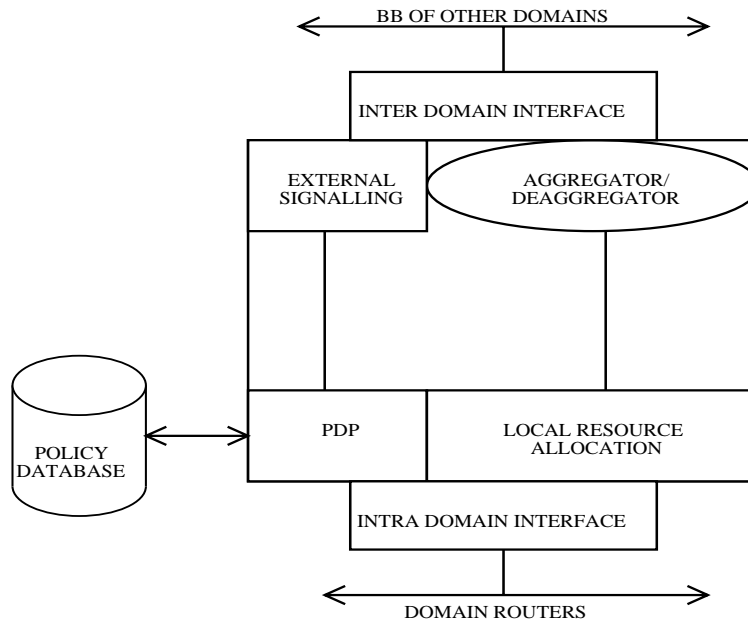 BB OF OTHER DOMAINS
INTER DOMAIN INTERFACE
EXTERNAL
SIGNALLING
AGGREGATOR/
DEAGGREGATOR
PDP
LOCAL RESOURCE
ALLOCATION
POLICY
DATABASE
INTRA DOMAIN INTERFACE
DOMAIN ROUTERS